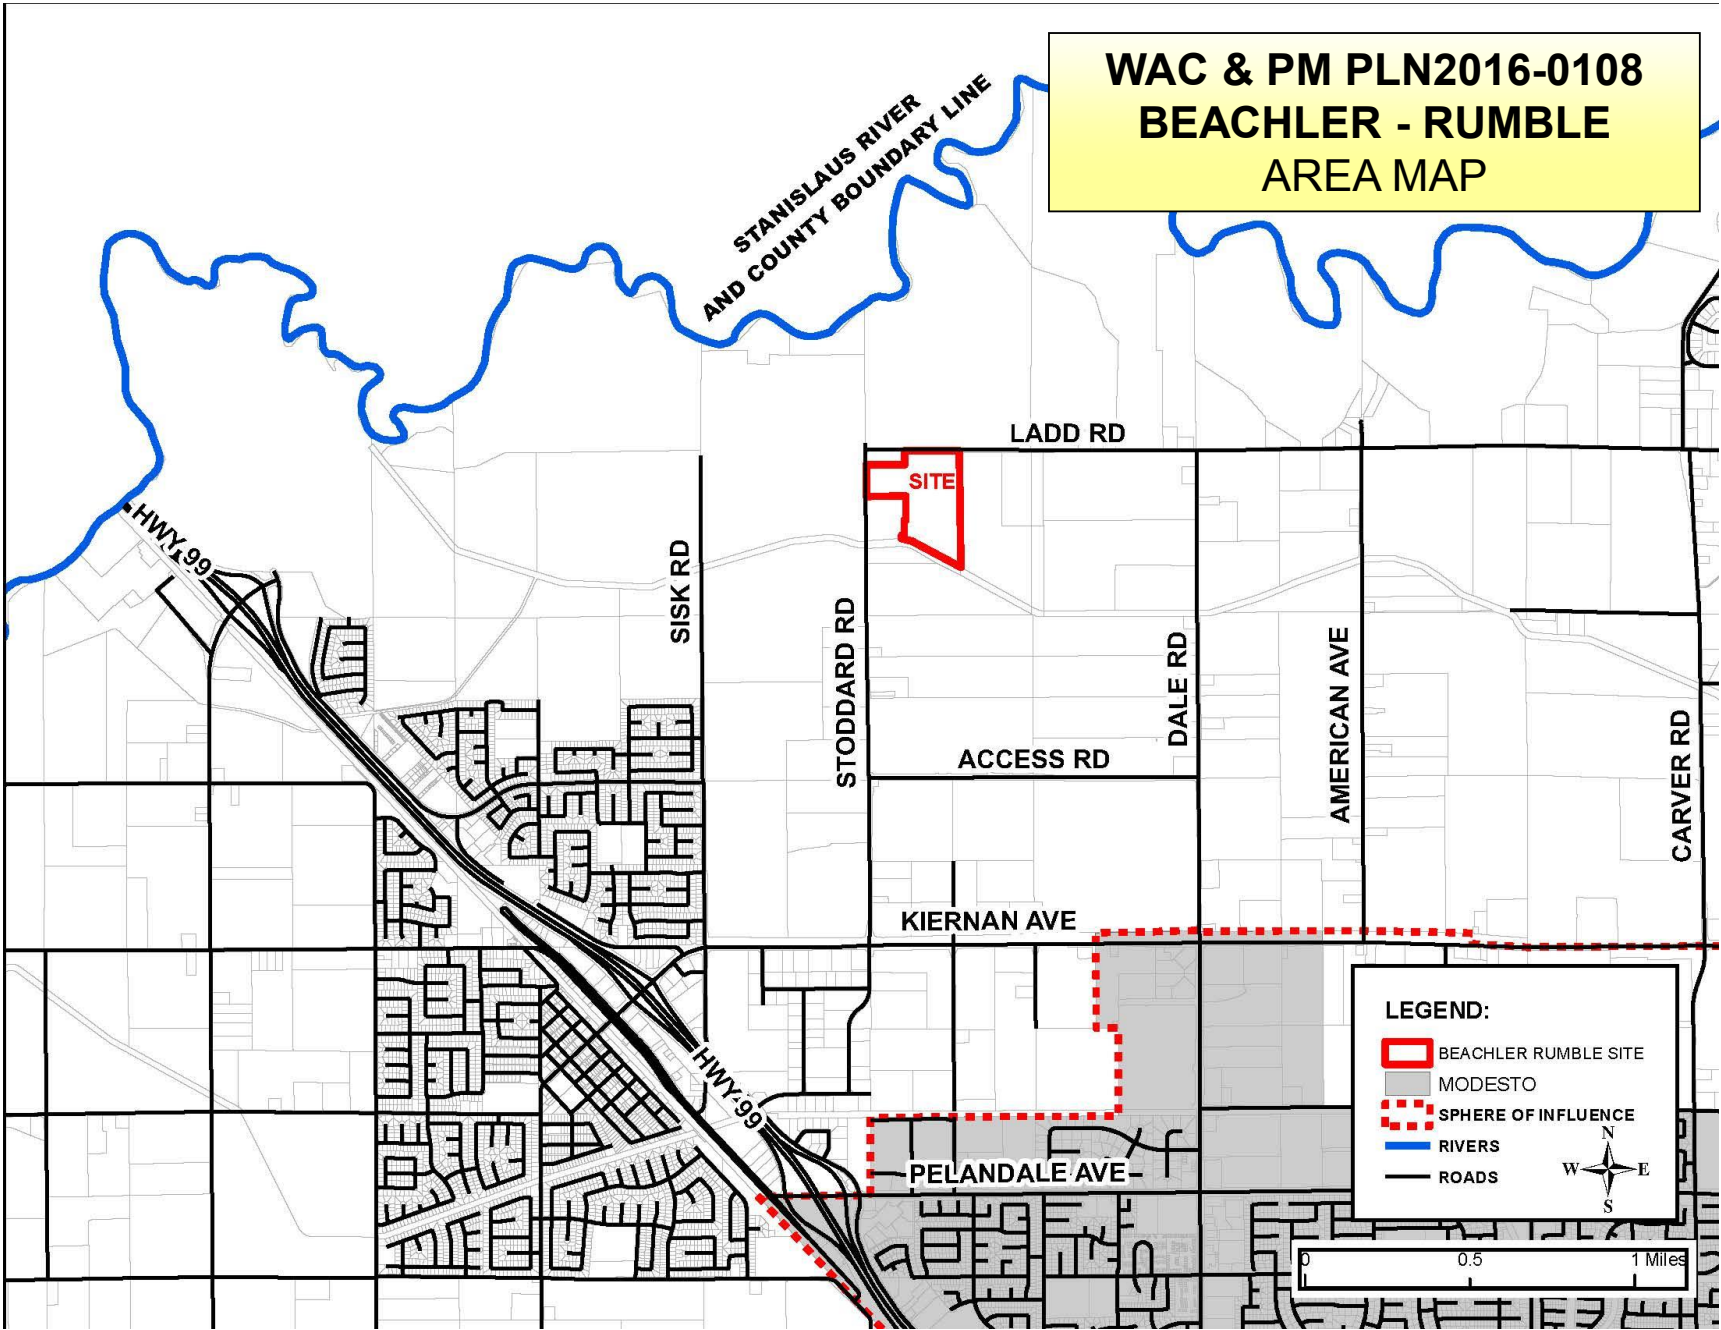 WAC & PM PLN2016-0108
BEACHLER - RUMBLE
AREA MAP
STANISLAUS RIVER
AND COUNTY BOUNDARY LINE
LADD RD
SITE
HWY 99
SISK RD
STODDARD RD
DALE RD
AMERICAN AVE
CARVER RD
ACCESS RD
KIERNAN AVE
HWY 99
PELANDALE AVE
LEGEND:
BEACHLER RUMBLE SITE
MODESTO
SPHERE OF INFLUENCE
RIVERS
ROADS
N
W E
S
0 0.5 1 Miles